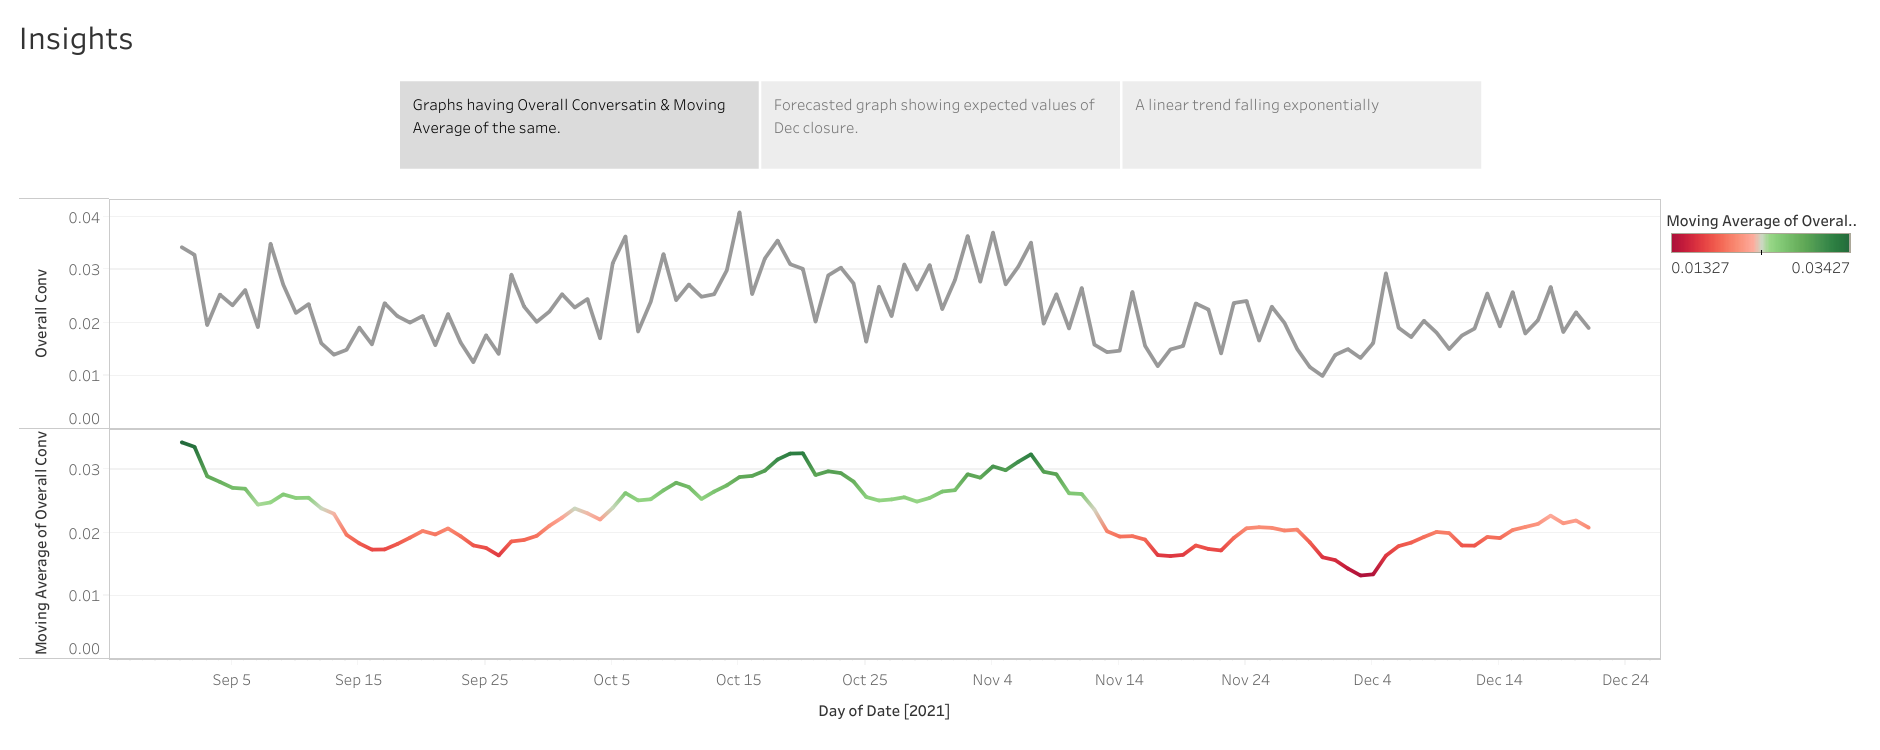 Insights
Graphs having Overall Conversatin & Moving
Average of the same.
Forecasted graph showing expected values of
Dec closure.
A linear trend falling exponentially
Overall Conv
0.04
0.03
0.02
0.01
0.00
Moving Average of Overal..
0.01327 0.03427
Moving Average of Overall Conv
0.03
0.02
0.01
0.00
Sep 5 Sep 15 Sep 25 Oct 5 Oct 15 Oct 25 Nov 4 Nov 14 Nov 24 Dec 4 Dec 14 Dec 24
Day of Date [2021]